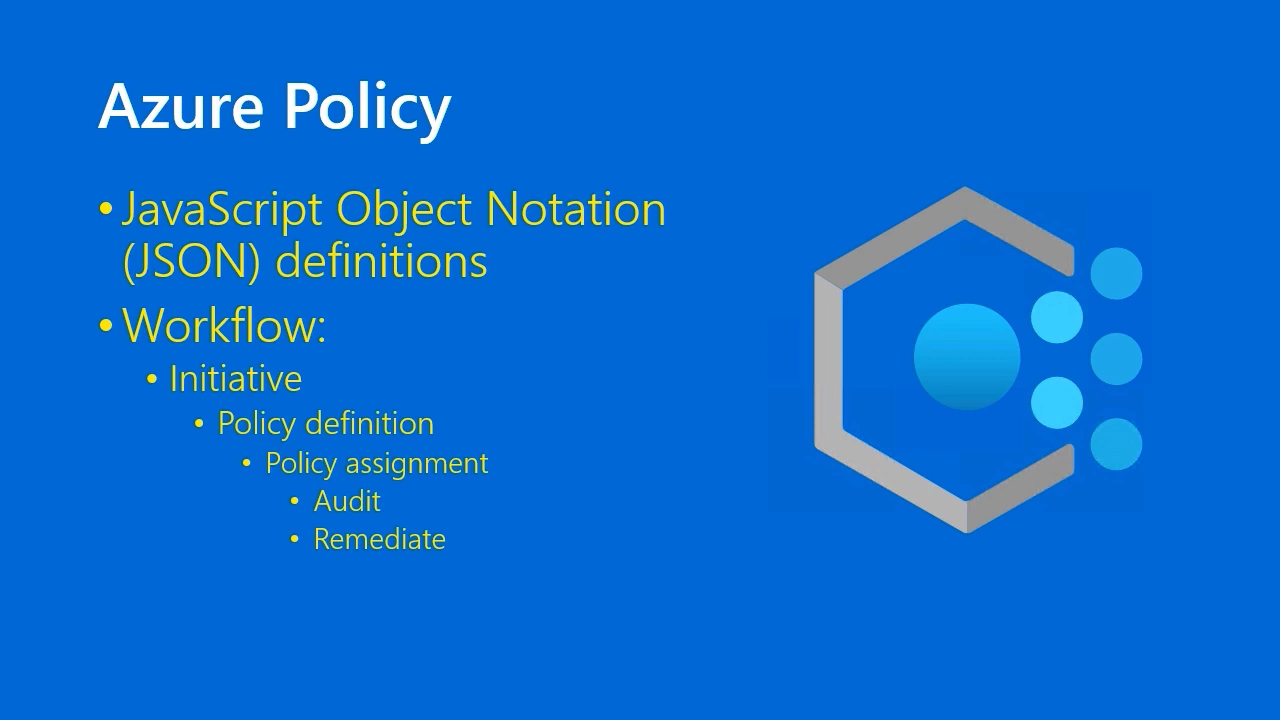 Azure Policy
• JavaScript Object Notation
(JSON) definitions
• Workflow:
• Initiative
• Policy definition
• Policy assignment
• Audit
• Remediate